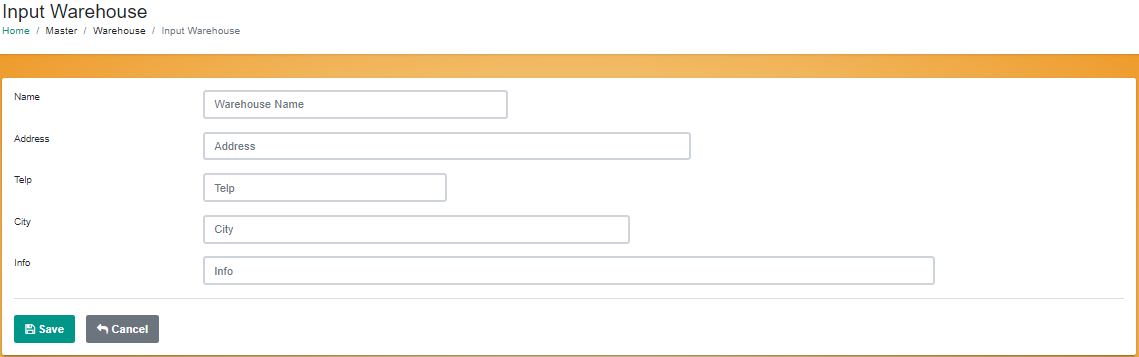 Input Warehouse
Home / Master / Warehouse / Input Warehouse
Name
Warehouse Name
Address
Address
Telp
Telp
City
City
Info
Info
Save
Cancel